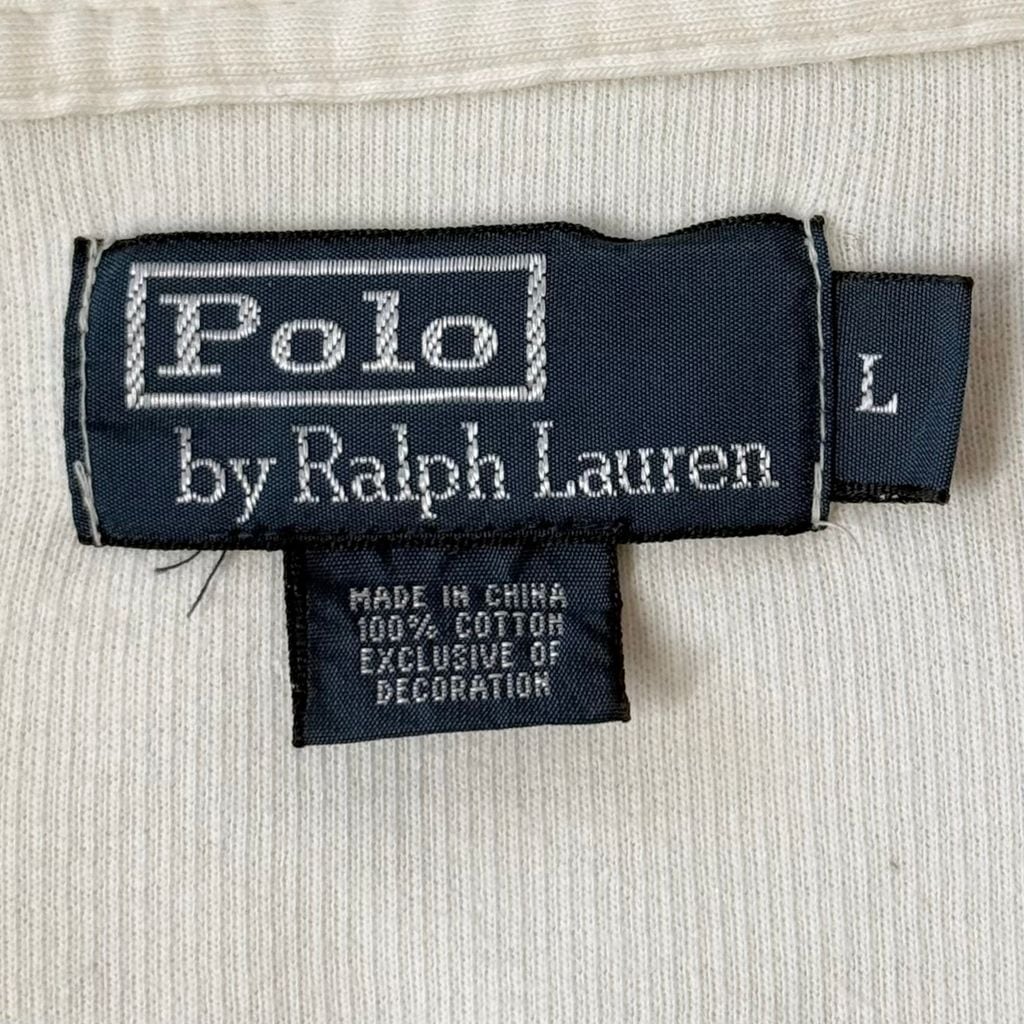 Polo
by Ralph Lauren
L
MADE IN CHINA
100% COTTON
EXCLUSIVE OF
DECORATION